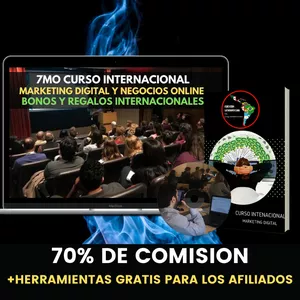 7MO CURSO INTERNACIONAL
MARKETING DIGITAL Y NEGOCIOS ONLINE
BONOS Y REGALOS INTERNACIONALES
CURSO INTENACIONAL
MARKETING DIGITAL
70% DE COMISION
+HERRAMIENTAS GRATIS PARA LOS AFILIADOS